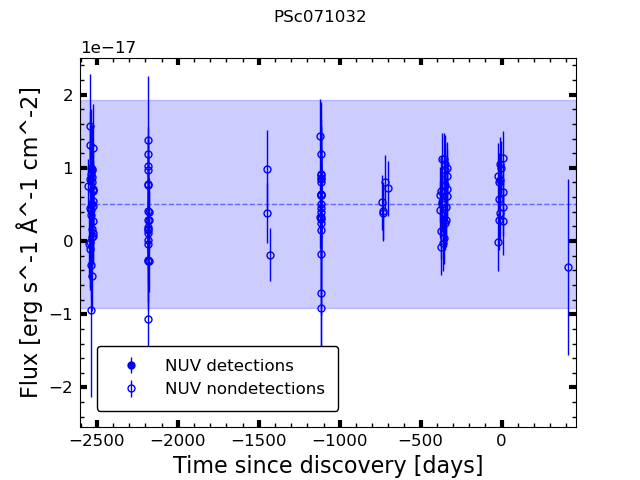 PSc071032
1e−17
2
1
0
−1
−2
Flux [erg s^-1 Å^-1 cm^-2]
NUV detections
NUV nondetections
−2500 −2000 −1500 −1000 −500 0
Time since discovery [days]